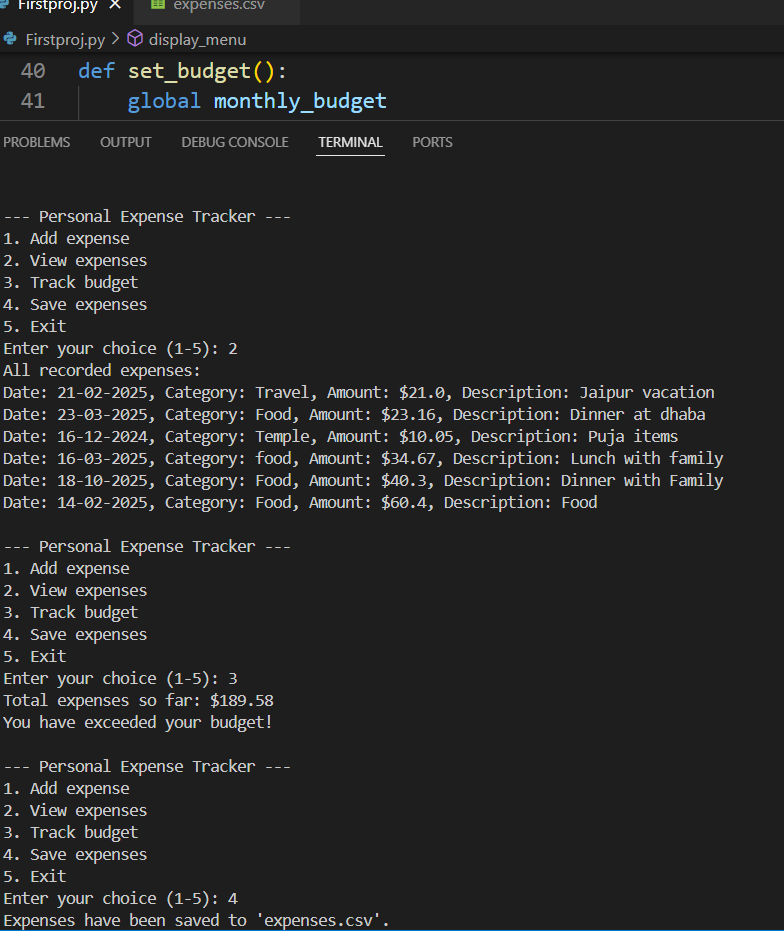 Firstproj.py × expenses.csv
Firstproj.py > display_menu
40 def set_budget():
41 global monthly_budget
PROBLEMS OUTPUT DEBUG CONSOLE TERMINAL PORTS
--- Personal Expense Tracker ---
1. Add expense
2. View expenses
3. Track budget
4. Save expenses
5. Exit
Enter your choice (1-5): 2
All recorded expenses:
Date: 21-02-2025, Category: Travel, Amount: $21.0, Description: Jaipur vacation
Date: 23-03-2025, Category: Food, Amount: $23.16, Description: Dinner at dhaba
Date: 16-12-2024, Category: Temple, Amount: $10.05, Description: Puja items
Date: 16-03-2025, Category: food, Amount: $34.67, Description: Lunch with family
Date: 18-10-2025, Category: Food, Amount: $40.3, Description: Dinner with Family
Date: 14-02-2025, Category: Food, Amount: $60.4, Description: Food
--- Personal Expense Tracker ---
1. Add expense
2. View expenses
3. Track budget
4. Save expenses
5. Exit
Enter your choice (1-5): 3
Total expenses so far: $189.58
You have exceeded your budget!
--- Personal Expense Tracker ---
1. Add expense
2. View expenses
3. Track budget
4. Save expenses
5. Exit
Enter your choice (1-5): 4
Expenses have been saved to 'expenses.csv'.